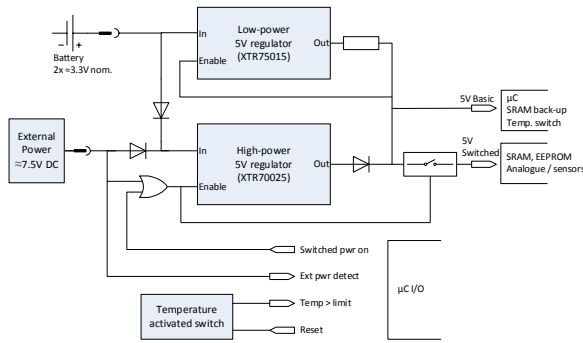 Battery
2x ≈3.3V nom.
In
Enable
Low-power
5V regulator
(XTR75015)
Out
External
Power
≈7.5V DC
In
Enable
High-power
5V regulator
(XTR70025)
Out
5V Basic
µC
SRAM back-up
Temp. switch
5V
Switched
SRAM, EEPROM
Analogue / sensors
Switched pwr on
Ext pwr detect
µC I/O
Temperature
activated switch
Temp > limit
Reset